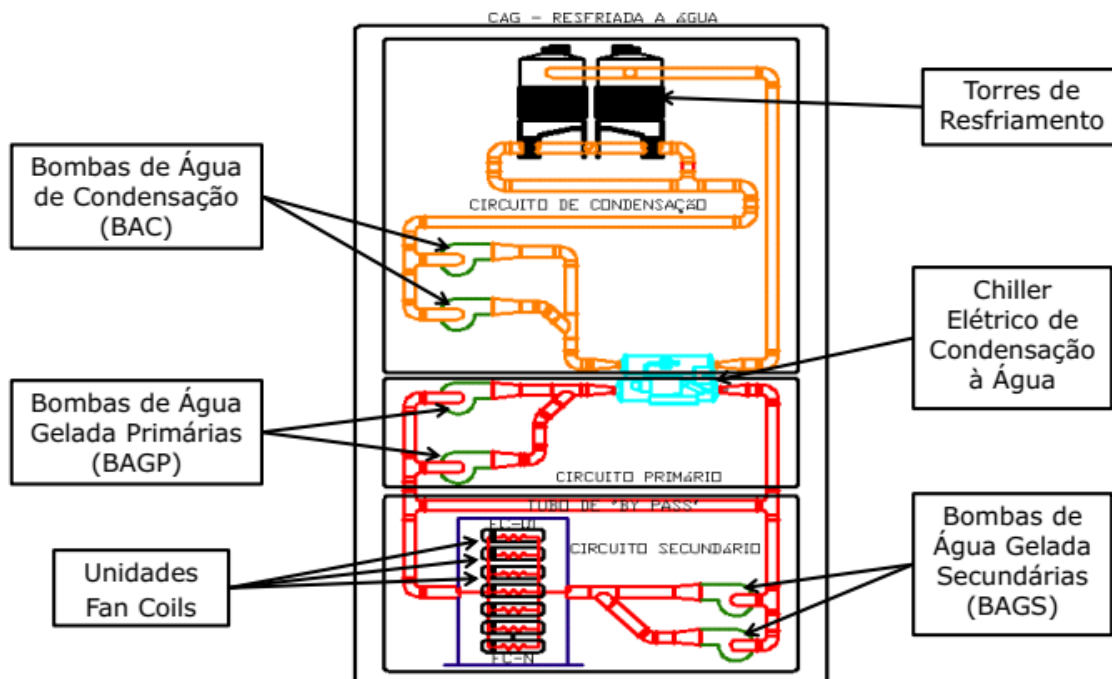 CAG - RESFRIADA A ÁGUA
Torres de
Resfriamento
Bombas de Água
de Condensação
(BAC)
CIRCUITO DE CONDENSAÇÃO
Chiller
Elétrico de
Condensação
à Água
Bombas de Água
Gelada Primárias
(BAGP)
CIRCUITO PRIMÁRIO
TUBO DE "BY PASS"
FC-01
CIRCUITO SECUNDÁRIO
Unidades
Fan Coils
Bombas de
Água Gelada
Secundárias
(BAGS)
FC-N